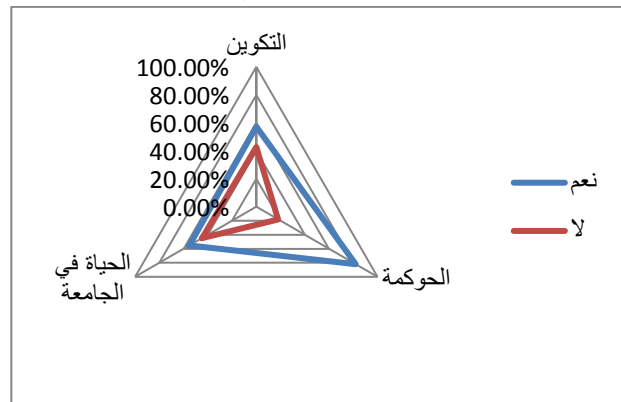 التكوين
100.00%
80.00%
60.00%
40.00%
20.00%
0.00%
نعم
لا
الحوكمة
الحياة في
الجامعة